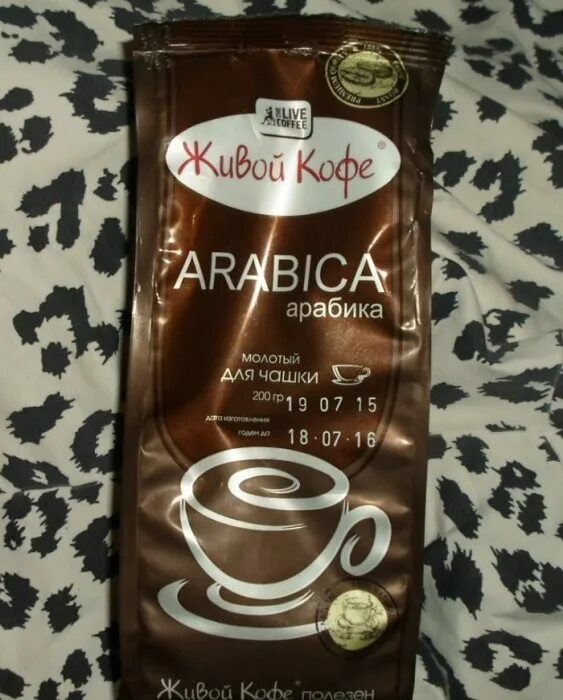 THE LIVE
COFFEE
Живой Кофе®
ARABICA
арабика
молотый
для чашки
200 гр
19 07 15
дата изготовления
годен до
18·07·16
Живой Кофе® полезен